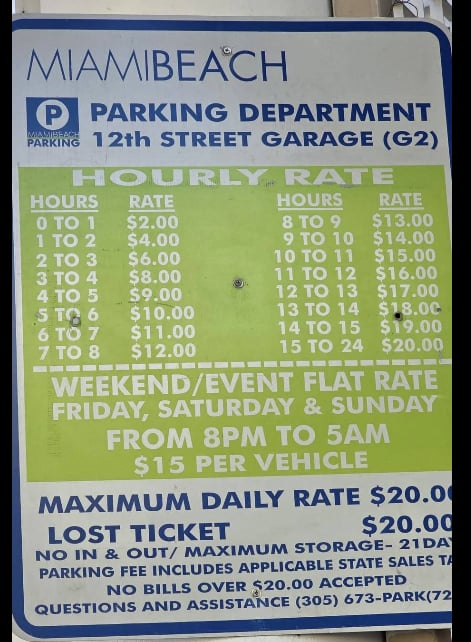 MIAMIBEACH
P
MIAMIBEACH
PARKING
PARKING DEPARTMENT
12th STREET GARAGE (G2)
HOURLY RATE
HOURS RATE HOURS RATE
0 TO 1 $2.00 8 TO 9 $13.00
1 TO 2 $4.00 9 TO 10 $14.00
2 TO 3 $6.00 10 TO 11 $15.00
3 TO 4 $8.00 11 TO 12 $16.00
4 TO 5 $9.00 12 TO 13 $17.00
5 TO 6 $10.00 13 TO 14 $18.00
6 TO 7 $11.00 14 TO 15 $19.00
7 TO 8 $12.00 15 TO 24 $20.00
WEEKEND/EVENT FLAT RATE
FRIDAY, SATURDAY & SUNDAY
FROM 8PM TO 5AM
$15 PER VEHICLE
MAXIMUM DAILY RATE $20.00
LOST TICKET $20.00
NO IN & OUT/ MAXIMUM STORAGE- 21DA
PARKING FEE INCLUDES APPLICABLE STATE SALES TA
NO BILLS OVER $20.00 ACCEPTED
QUESTIONS AND ASSISTANCE (305) 673-PARK(72